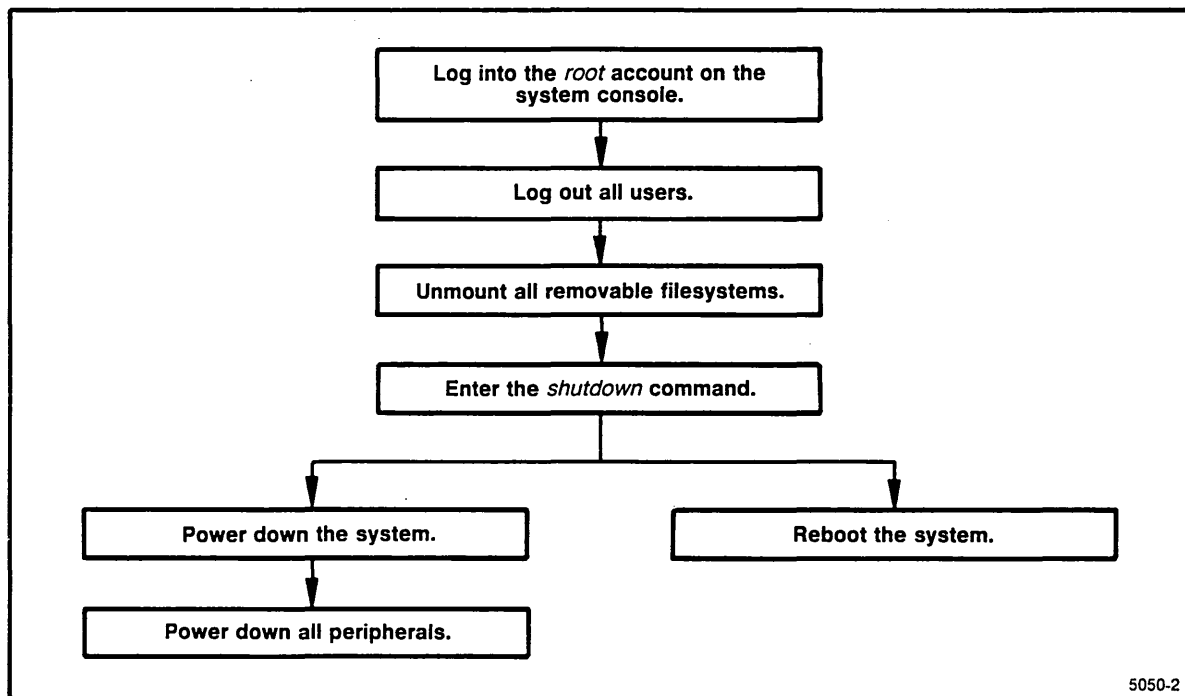 Log into the root account on the
system console.
Log out all users.
Unmount all removable filesystems.
Enter the shutdown command.
Power down the system.
Reboot the system.
Power down all peripherals.
5050-2